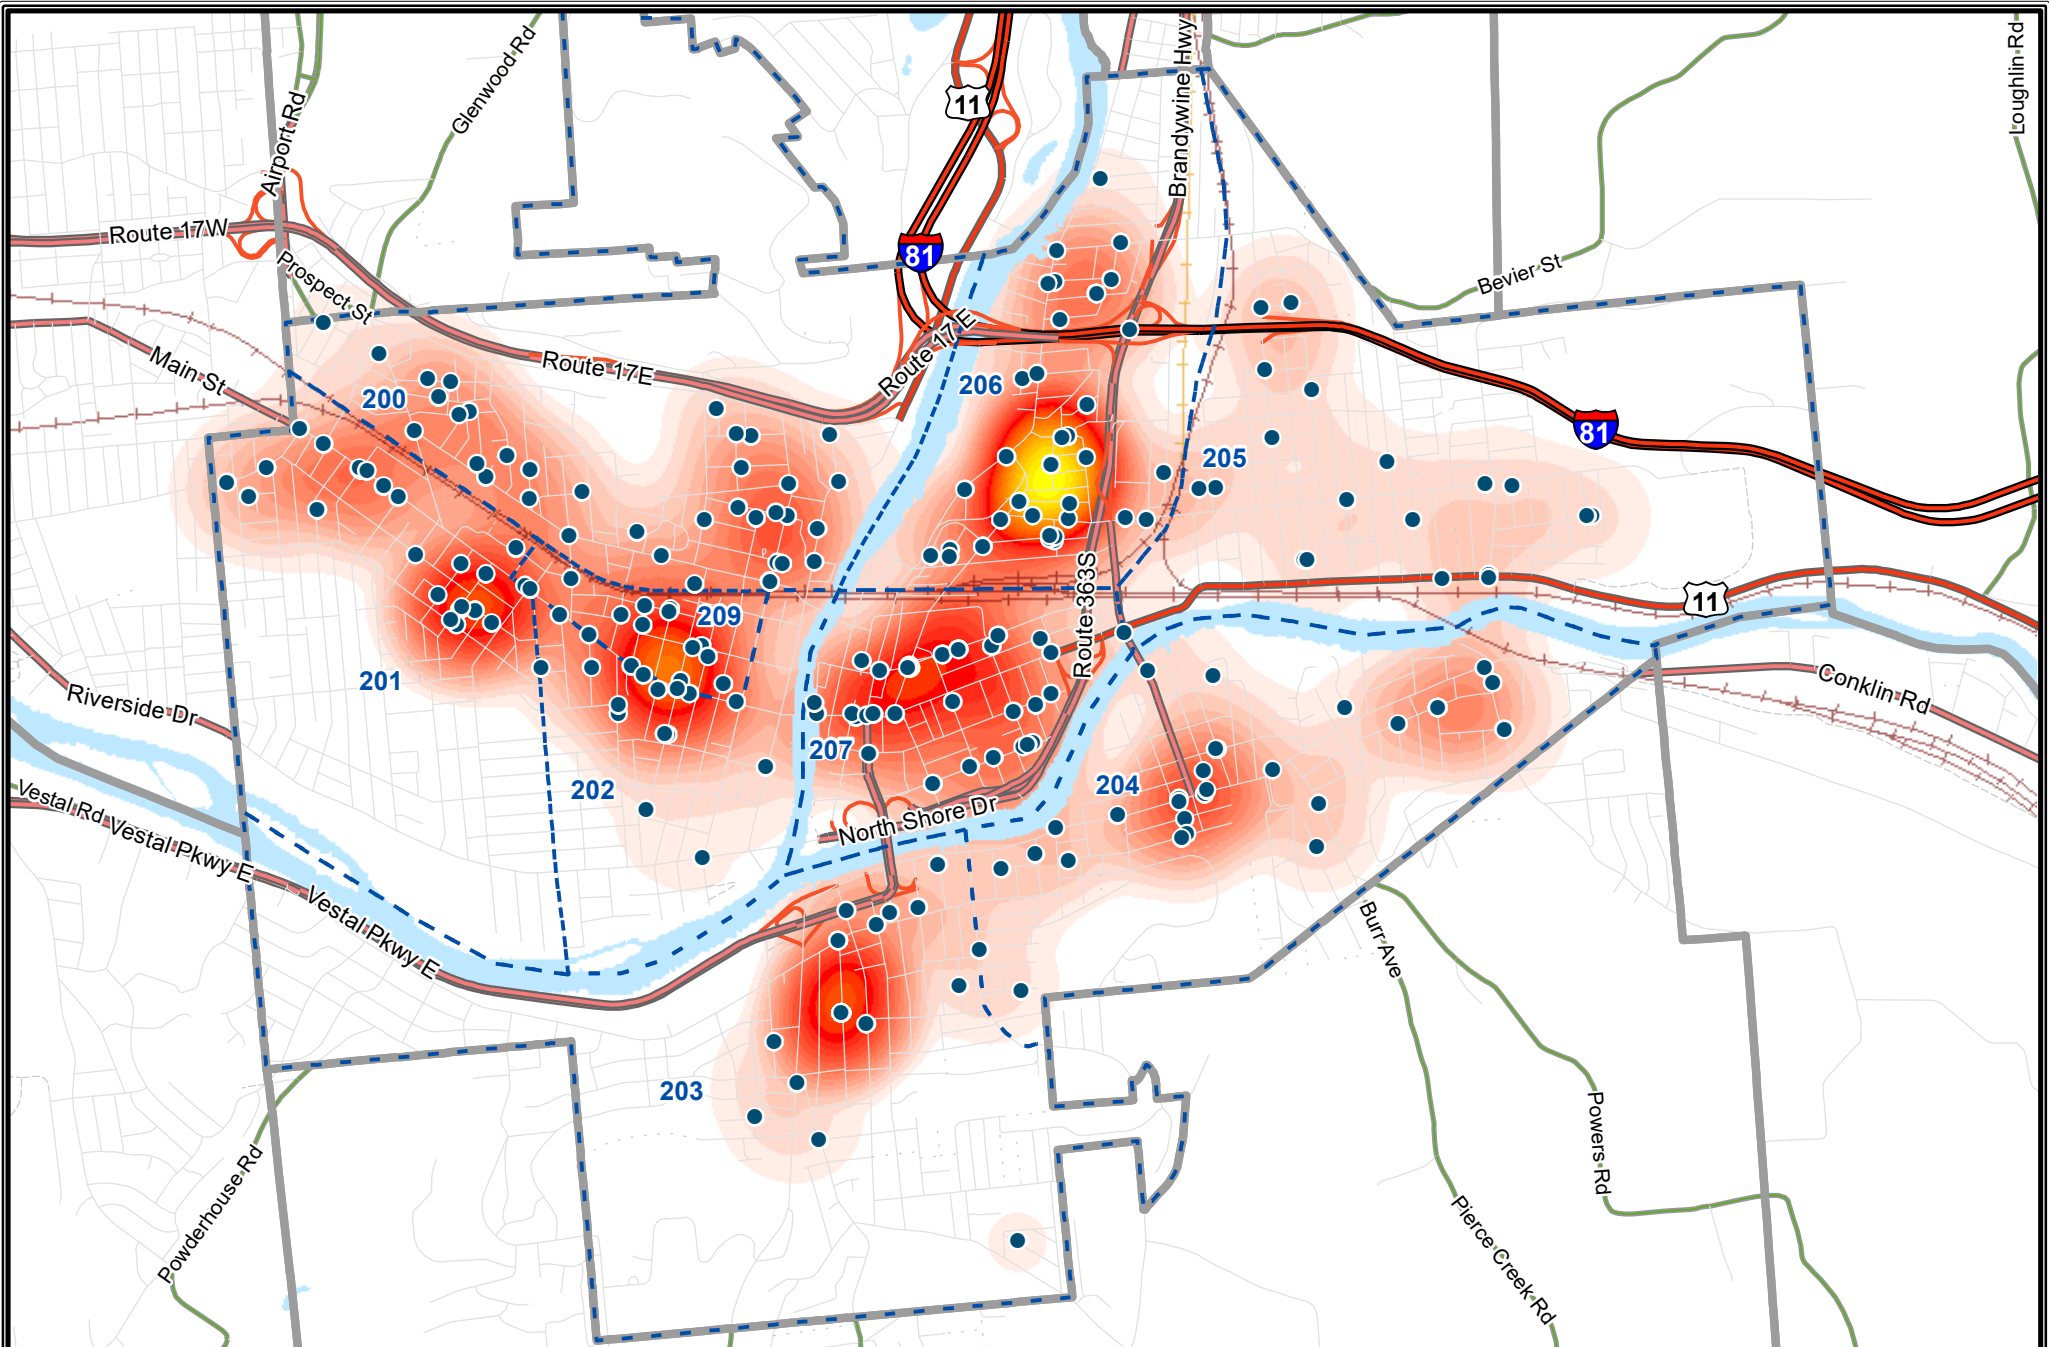 Glenwood Rd
Brandywine Hwy
Loughlin Rd
11
Airport Rd
Route 17W
81
Prospect St
Bevier St
Route 17 E
Main St
Route 17E
206
200
81
205
Route 363S
11
209
201
Conklin Rd
Riverside Dr
207
204
202
Vestal Rd
North Shore Dr
Vestal Pkwy E
Vestal Pkwy E
Burr Ave
203
Powers Rd
Powderhouse Rd
Pierce Creek Rd